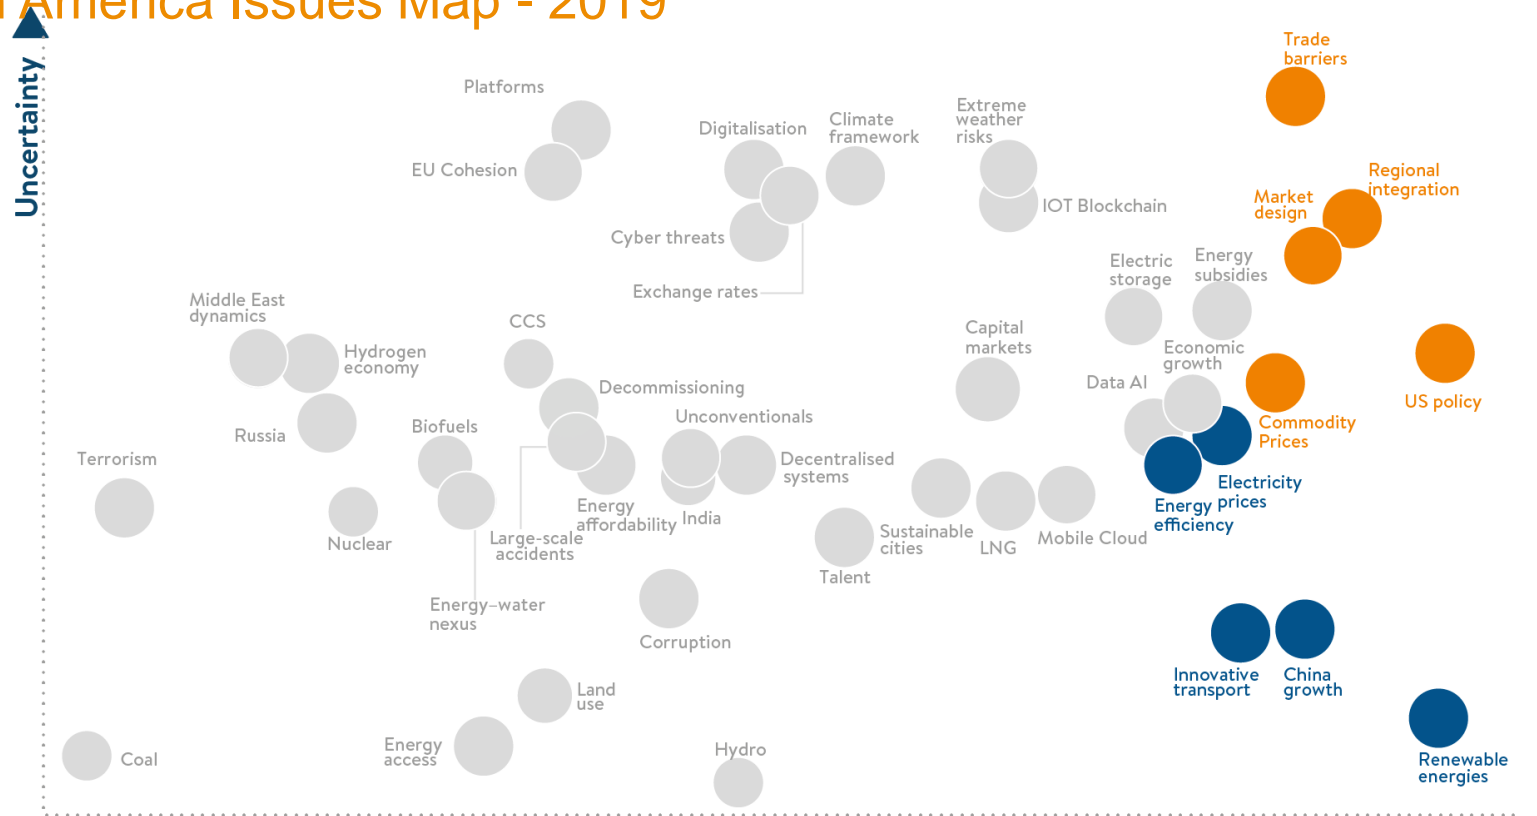 America Issues Map - 2019
Uncertainty
Trade
barriers
Platforms
Digitalisation
Climate
framework
Extreme
weather
risks
EU Cohesion
Regional
integration
Market
design
IOT Blockchain
Cyber threats
Exchange rates
Electric
storage
Energy
subsidies
Middle East
dynamics
CCS
Hydrogen
economy
Capital
markets
Economic
growth
Data AI
Decommissioning
US policy
Unconventionals
Commodity
Prices
Biofuels
Russia
Terrorism
Decentralised
systems
Electricity
prices
Energy
efficiency
Energy
affordability
India
Large-scale
accidents
Nuclear
Sustainable
cities
LNG
Mobile Cloud
Talent
Energy–water
nexus
Corruption
Innovative
transport
China
growth
Land
use
Energy
access
Hydro
Coal
Renewable
energies